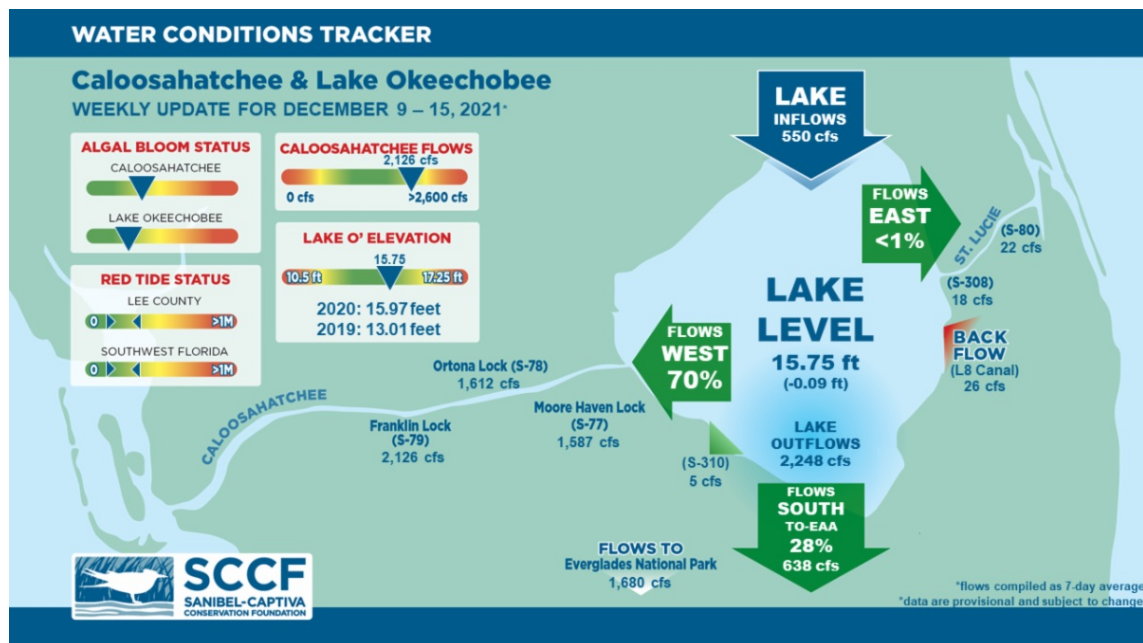 WATER CONDITIONS TRACKER
Caloosahatchee & Lake Okeechobee
WEEKLY UPDATE FOR DECEMBER 9 – 15, 2021*
ALGAL BLOOM STATUS
CALOOSAHATCHEE
LAKE OKEECHOBEE
RED TIDE STATUS
LEE COUNTY
0 >1M
SOUTHWEST FLORIDA
0 >1M
CALOOSAHATCHEE FLOWS
2,126 cfs
0 cfs >2,600 cfs
LAKE O' ELEVATION
15.75
10.5 ft 17.25 ft
2020: 15.97 feet
2019: 13.01 feet
LAKE
INFLOWS
550 cfs
FLOWS
EAST
<1%
ST. LUCIE
(S-80)
22 cfs
(S-308)
18 cfs
BACK
FLOW
(L8 Canal)
26 cfs
LAKE
LEVEL
15.75 ft
(-0.09 ft)
LAKE
OUTFLOWS
2,248 cfs
FLOWS
WEST
70%
Ortona Lock (S-78)
1,612 cfs
Moore Haven Lock
(S-77)
1,587 cfs
CALOOSAHATCHEE
Franklin Lock
(S-79)
2,126 cfs
(S-310)
5 cfs
FLOWS
SOUTH
TO-EAA
28%
638 cfs
FLOWS TO
Everglades National Park
1,680 cfs
SCCF
SANIBEL-CAPTIVA
CONSERVATION FOUNDATION
*flows compiled as 7-day average
*data are provisional and subject to change